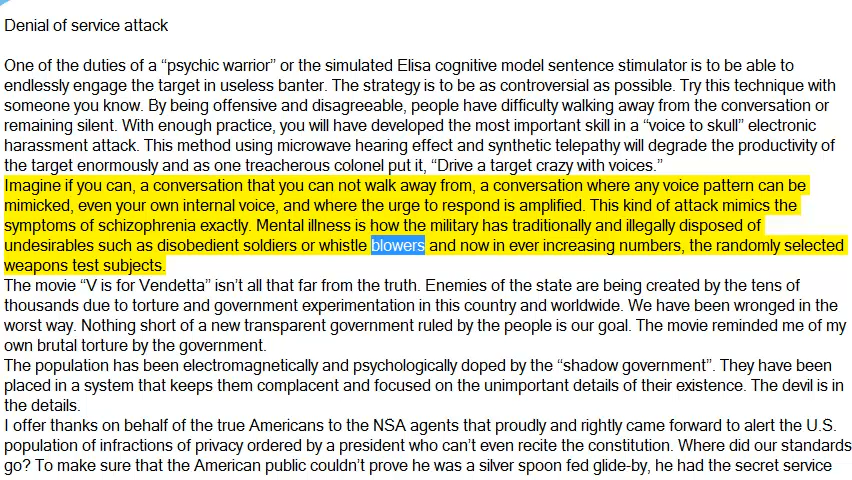 Denial of service attack
One of the duties of a “psychic warrior” or the simulated Elisa cognitive model sentence stimulator is to be able to
endlessly engage the target in useless banter. The strategy is to be as controversial as possible. Try this technique with
someone you know. By being offensive and disagreeable, people have difficulty walking away from the conversation or
remaining silent. With enough practice, you will have developed the most important skill in a “voice to skull” electronic
harassment attack. This method using microwave hearing effect and synthetic telepathy will degrade the productivity of
the target enormously and as one treacherous colonel put it, “Drive a target crazy with voices.”
Imagine if you can, a conversation that you can not walk away from, a conversation where any voice pattern can be
mimicked, even your own internal voice, and where the urge to respond is amplified. This kind of attack mimics the
symptoms of schizophrenia exactly. Mental illness is how the military has traditionally and illegally disposed of
undesirables such as disobedient soldiers or whistle blowers and now in ever increasing numbers, the randomly selected
weapons test subjects.
The movie “V is for Vendetta” isn’t all that far from the truth. Enemies of the state are being created by the tens of
thousands due to torture and government experimentation in this country and worldwide. We have been wronged in the
worst way. Nothing short of a new transparent government ruled by the people is our goal. The movie reminded me of my
own brutal torture by the government.
The population has been electromagnetically and psychologically doped by the “shadow government”. They have been
placed in a system that keeps them complacent and focused on the unimportant details of their existence. The devil is in
the details.
I offer thanks on behalf of the true Americans to the NSA agents that proudly and rightly came forward to alert the U.S.
population of infractions of privacy ordered by a president who can’t even recite the constitution. Where did our standards
go? To make sure that the American public couldn’t prove he was a silver spoon fed glide-by, he had the secret service